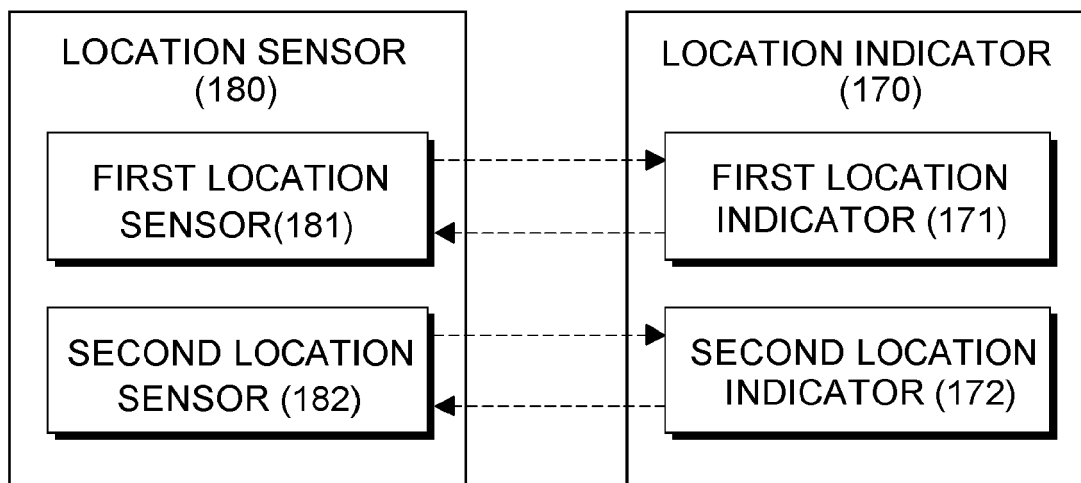 LOCATION SENSOR
(180)
FIRST LOCATION
SENSOR(181)
SECOND LOCATION
SENSOR (182)
LOCATION INDICATOR
(170)
FIRST LOCATION
INDICATOR (171)
SECOND LOCATION
INDICATOR (172)